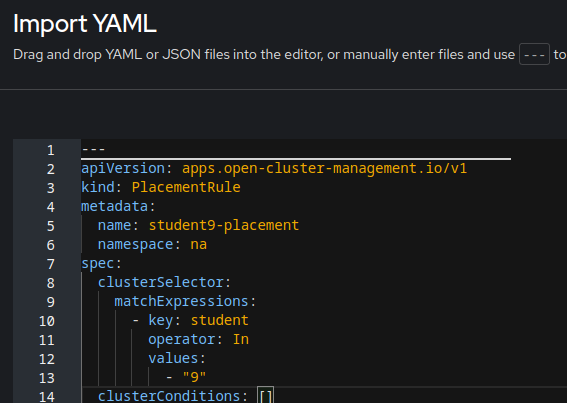 Import YAML
Drag and drop YAML or JSON files into the editor, or manually enter files and use --- to
1 ---
2 apiVersion: apps.open-cluster-management.io/v1
3 kind: PlacementRule
4 metadata:
5   name: student9-placement
6   namespace: na
7 spec:
8   clusterSelector:
9     matchExpressions:
10       - key: student
11         operator: In
12         values:
13           - "9"
14   clusterConditions: []